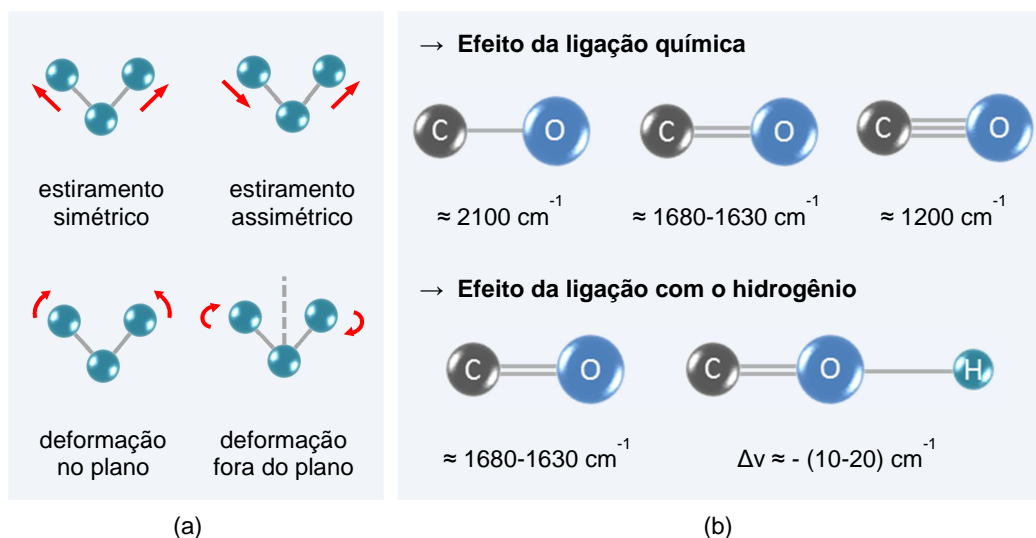 → Efeito da ligação química
C O C O C O
estiramento simétrico
estiramento assimétrico
≈ 2100 cm-1 ≈ 1680-1630 cm-1 ≈ 1200 cm-1
→ Efeito da ligação com o hidrogênio
C O C O H
deformação no plano
deformação fora do plano
≈ 1680-1630 cm-1 Δv ≈ - (10-20) cm-1
(a) (b)